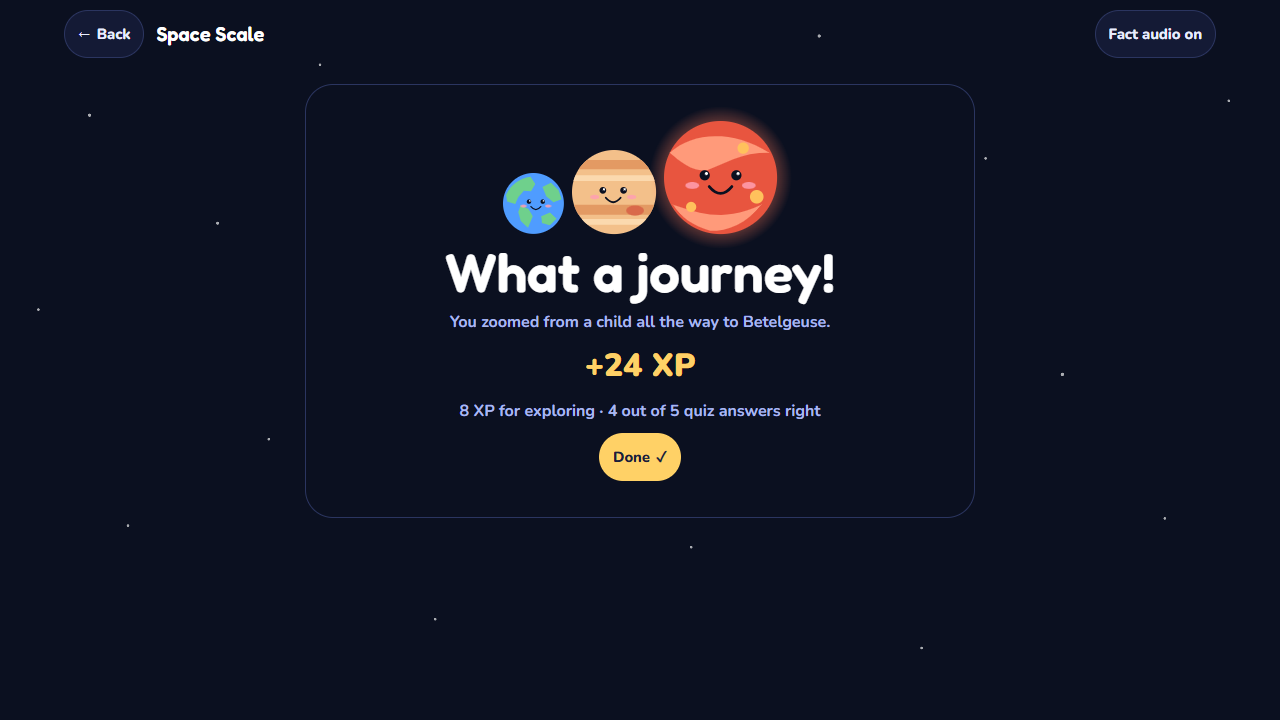 ← Back
Space Scale
Fact audio on
What a journey!
You zoomed from a child all the way to Betelgeuse.
+24 XP
8 XP for exploring · 4 out of 5 quiz answers right
Done ✓